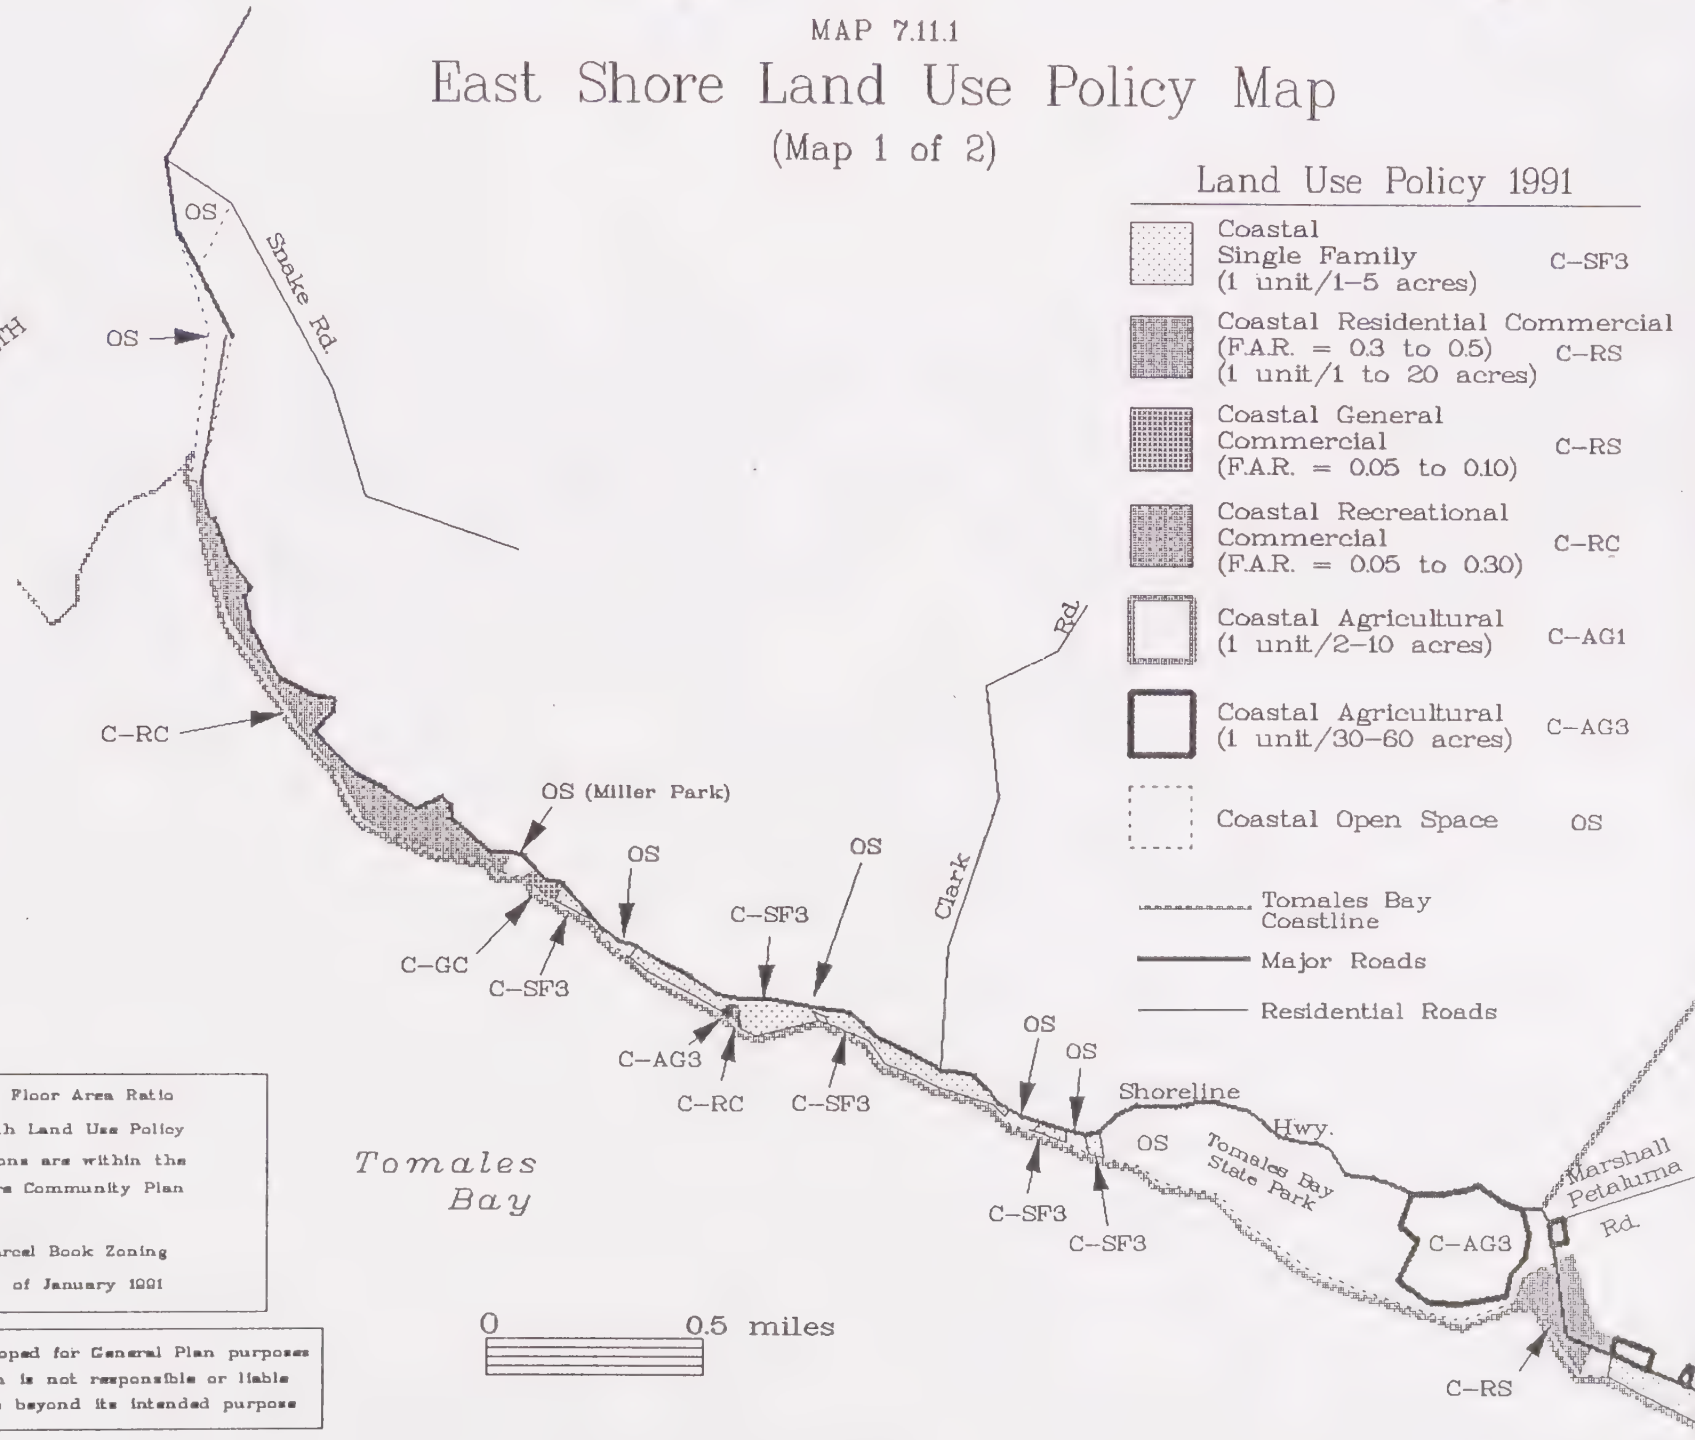 MAP 7.11.1
East Shore Land Use Policy Map
(Map 1 of 2)
Land Use Policy 1991
Coastal
Single Family
(1 unit/1-5 acres)
C-SF3
Coastal Residential Commercial
(F.A.R. = 0.3 to 0.5)
(1 unit/1 to 20 acres)
C-RS
Coastal General
Commercial
(F.A.R. = 0.05 to 0.10)
C-RS
Coastal Recreational
Commercial
(F.A.R. = 0.05 to 0.30)
C-RC
Coastal Agricultural
(1 unit/2-10 acres)
C-AG1
Coastal Agricultural
(1 unit/30-60 acres)
C-AG3
Coastal Open Space
OS
Tomales Bay
Coastline
Major Roads
Residential Roads
OS
Snake Rd.
OS
TH
C-RC
OS (Miller Park)
OS
OS
C-SF3
C-GC
C-SF3
C-AG3
C-RC
C-SF3
Clark Rd.
OS
OS
Shoreline Hwy.
OS
Tomales Bay
State Park
C-SF3
C-SF3
C-AG3
Marshall
Petaluma
Rd.
C-RS
Tomales
Bay
0 0.5 miles
Floor Area Ratio
h Land Use Policy
ons are within the
Community Plan
rcel Book Zoning
of January 1991
oped for General Plan purposes
is not responsible or liable
beyond its intended purpose